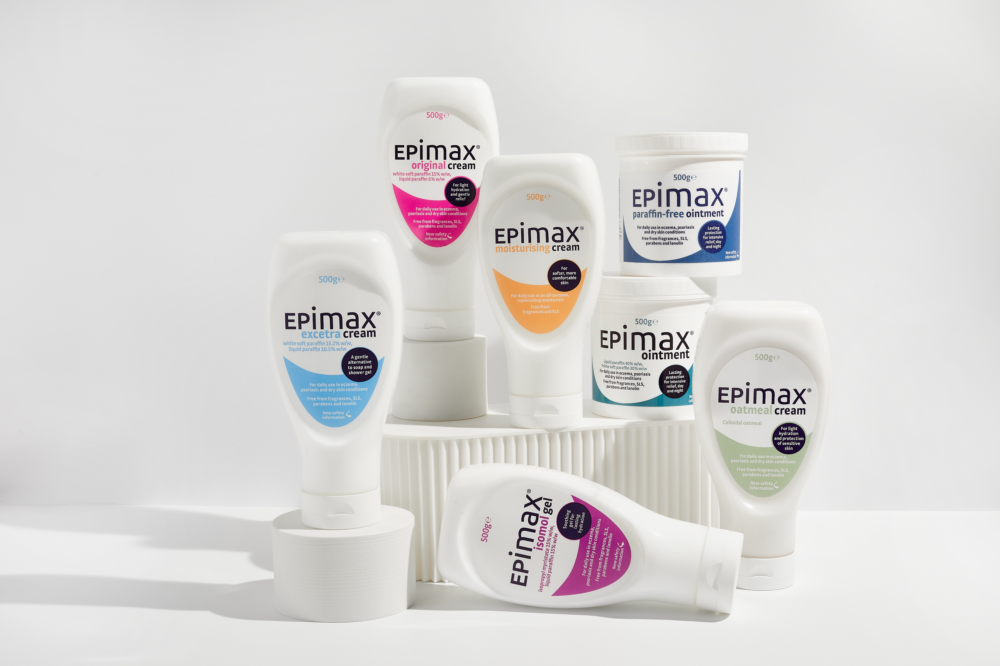 500g℮
EPimax®
original cream
white soft paraffin 15% w/w,
liquid paraffin 6% w/w
For light
hydration
and gentle
relief
For daily use in eczema,
psoriasis and dry skin conditions
Free from fragrances, SLS,
parabens and lanolin
New safety
information
500g℮
EPimax®
moisturising cream
For
softer, more
comfortable
skin
For daily use as an all-purpose,
replenishing moisturiser
Free from
fragrances and SLS
500g℮
EPimax®
paraffin-free ointment
For daily use in eczema, psoriasis
and dry skin conditions
Free from fragrances, SLS,
parabens and lanolin
Lasting
protection
for intensive
relief, day
and night
New safety
information
500g℮
EPimax®
excetra cream
white soft paraffin 13.2% w/w,
liquid paraffin 10.5% w/w
A gentle
alternative
to soap and
shower gel
For daily use in eczema,
psoriasis and dry skin conditions
Free from fragrances, SLS,
parabens and lanolin
New safety
information
500g℮
EPimax®
ointment
Liquid paraffin 40% w/w,
Yellow soft paraffin 30% w/w
For daily use in eczema, psoriasis
and dry skin conditions
Free from fragrances, SLS,
parabens and lanolin
Lasting
protection
for intensive
relief, day
and night
500g℮
EPimax®
oatmeal cream
Colloidal oatmeal
For light
hydration
and protection
of sensitive
skin
For daily use in eczema,
psoriasis and dry skin conditions
Free from fragrances, SLS,
parabens and lanolin
New safety
information
500g℮
EPimax®
isomol gel
isopropyl myristate 15% w/w,
liquid paraffin 15% w/w
Soothing
gel for
lasting
hydration
For daily use in eczema,
psoriasis and dry skin conditions
Free from fragrances, SLS,
parabens and lanolin
New safety
information